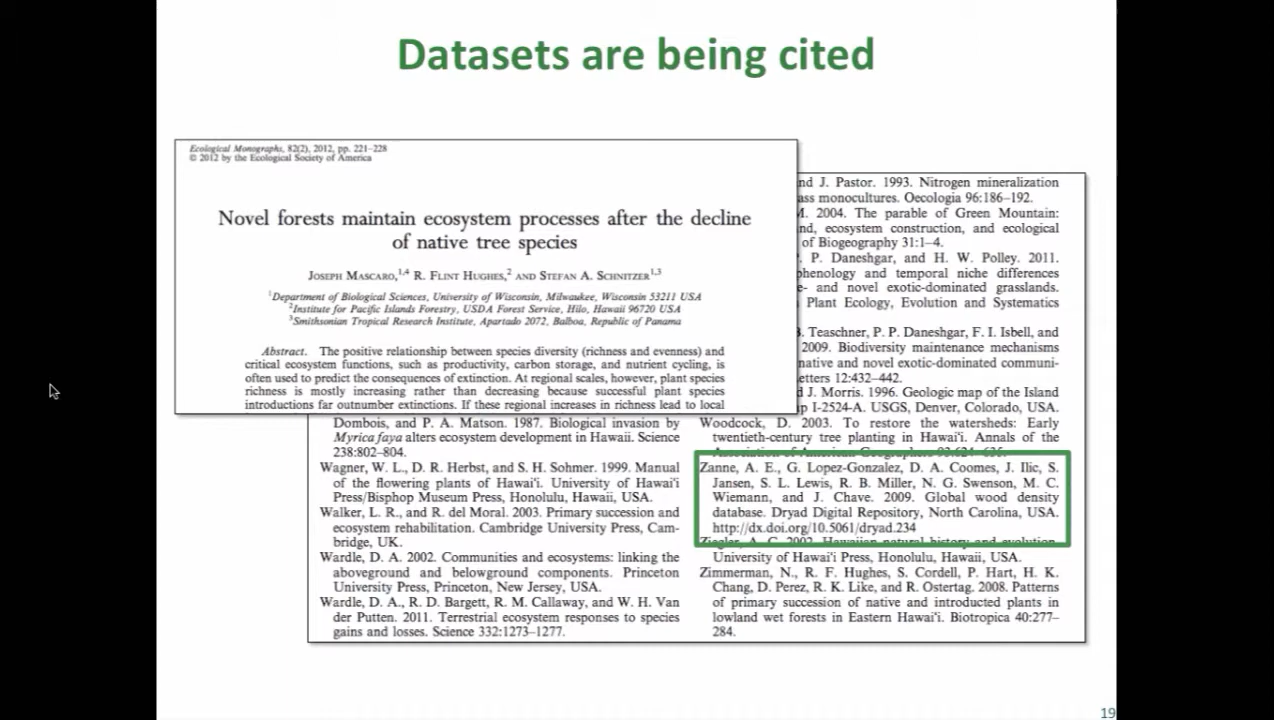 Datasets are being cited
Ecological Monographs, 82(2), 2012, pp. 221–228
© 2012 by the Ecological Society of America
Novel forests maintain ecosystem processes after the decline
of native tree species
Joseph Mascaro,1,4 R. Flint Hughes,2 and Stefan A. Schnitzer1,3
1Department of Biological Sciences, University of Wisconsin, Milwaukee, Wisconsin 53211 USA
2Institute for Pacific Islands Forestry, USDA Forest Service, Hilo, Hawaii 96720 USA
3Smithsonian Tropical Research Institute, Apartado 2072, Balboa, Republic of Panama
Abstract. The positive relationship between species diversity (richness and evenness) and
critical ecosystem functions, such as productivity, carbon storage, and nutrient cycling, is
often used to predict the consequences of extinction. At regional scales, however, plant species
richness is mostly increasing rather than decreasing because successful plant species
introductions far outnumber extinctions. If these regional increases in richness lead to local
Dombois, and P. A. Matson. 1987. Biological invasion by
Myrica faya alters ecosystem development in Hawaii. Science
238:802–804.
Wagner, W. L., D. R. Herbst, and S. H. Sohmer. 1999. Manual
of the flowering plants of Hawai'i. University of Hawai'i
Press/Bisphop Museum Press, Honolulu, Hawaii, USA.
Walker, L. R., and R. del Moral. 2003. Primary succession and
ecosystem rehabilitation. Cambridge University Press, Cam-
bridge, UK.
Wardle, D. A. 2002. Communities and ecosystems: linking the
aboveground and belowground components. Princeton
University Press, Princeton, New Jersey, USA.
Wardle, D. A., R. D. Bargett, R. M. Callaway, and W. H. Van
der Putten. 2011. Terrestrial ecosystem responses to species
gains and losses. Science 332:1273–1277.
nd J. Pastor. 1993. Nitrogen mineralization
ass monocultures. Oecologia 96:186–192.
M. 2004. The parable of Green Mountain:
nd, ecosystem construction, and ecological
of Biogeography 31:1–4.
P. Daneshgar, and H. W. Polley. 2011.
phenology and temporal niche differences
e- and novel exotic-dominated grasslands.
Plant Ecology, Evolution and Systematics
B. Teaschner, P. P. Daneshgar, F. I. Isbell, and
2009. Biodiversity maintenance mechanisms
native and novel exotic-dominated communi-
etters 12:432–442.
d J. Morris. 1996. Geologic map of the Island
p I-2524-A. USGS, Denver, Colorado, USA.
Woodcock, D. 2003. To restore the watersheds: Early
twentieth-century tree planting in Hawai'i. Annals of the
Association of American Geographers 93:624–635.
Zanne, A. E., G. Lopez-Gonzalez, D. A. Coomes, J. Ilic, S.
Jansen, S. L. Lewis, R. B. Miller, N. G. Swenson, M. C.
Wiemann, and J. Chave. 2009. Global wood density
database. Dryad Digital Repository, North Carolina, USA.
http://dx.doi.org/10.5061/dryad.234
Ziegler, A. C. 2002. Hawaiian natural history and evolution.
University of Hawai'i Press, Honolulu, Hawaii, USA.
Zimmerman, N., R. F. Hughes, S. Cordell, P. Hart, H. K.
Chang, D. Perez, R. K. Like, and R. Ostertag. 2008. Patterns
of primary succession of native and introducted plants in
lowland wet forests in Eastern Hawai'i. Biotropica 40:277–
284.
19